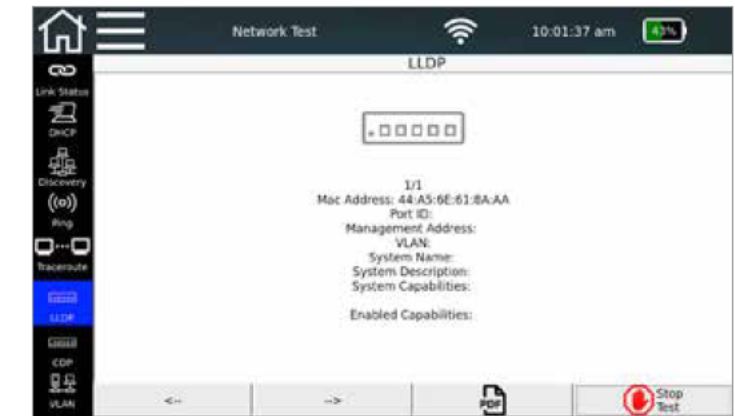 Network Test
10:01:37 am
43%
LLDP
Link Status
DHCP
Discovery
Ping
Traceroute
LLDP
CDP
VLAN
1/1
Mac Address: 44:A5:6E:61:8A:AA
Port ID:
Management Address:
VLAN:
System Name:
System Description:
System Capabilities:
Enabled Capabilities:
<--
-->
PDF
Stop
Test